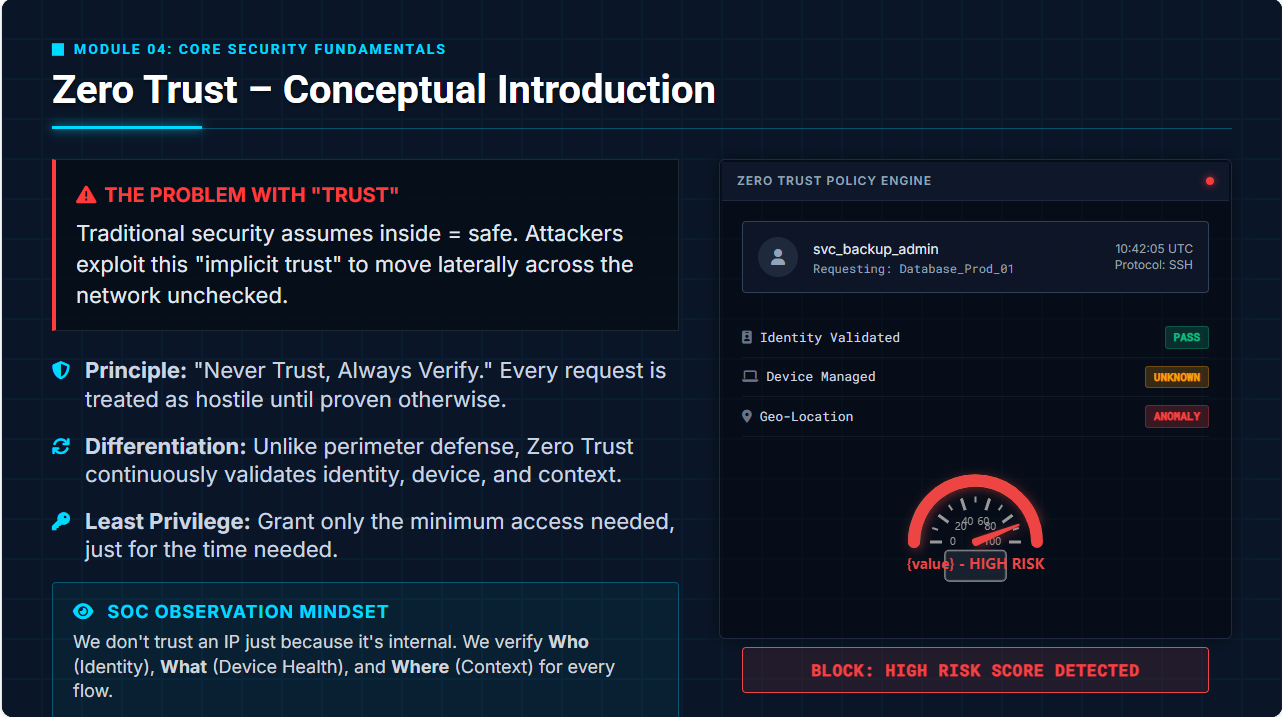 MODULE 04: CORE SECURITY FUNDAMENTALS
Zero Trust – Conceptual Introduction
THE PROBLEM WITH "TRUST"
Traditional security assumes inside = safe. Attackers
exploit this "implicit trust" to move laterally across the
network unchecked.
Principle: "Never Trust, Always Verify." Every request is
treated as hostile until proven otherwise.
Differentiation: Unlike perimeter defense, Zero Trust
continuously validates identity, device, and context.
Least Privilege: Grant only the minimum access needed,
just for the time needed.
SOC OBSERVATION MINDSET
We don't trust an IP just because it's internal. We verify Who
(Identity), What (Device Health), and Where (Context) for every
flow.
ZERO TRUST POLICY ENGINE
svc_backup_admin
Requesting: Database_Prod_01
10:42:05 UTC
Protocol: SSH
Identity Validated PASS
Device Managed UNKNOWN
Geo-Location ANOMALY
0 20 40 60 80 100
{value} - HIGH RISK
BLOCK: HIGH RISK SCORE DETECTED